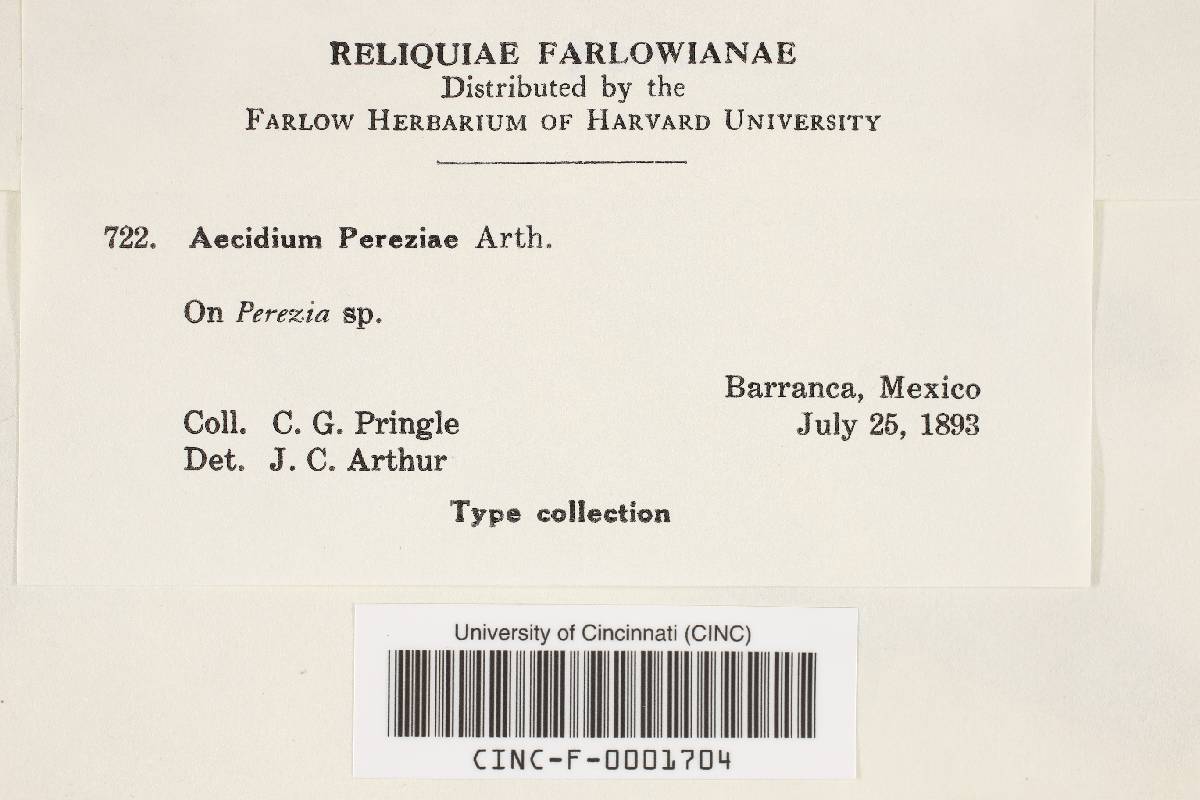 RELIQUIAE FARLOWIANAE
Distributed by the
FARLOW HERBARIUM OF HARVARD UNIVERSITY
722. Aecidium Pereziae Arth.
On Perezia sp.
Barranca, Mexico
Coll. C. G. Pringle July 25, 1893
Det. J. C. Arthur
Type collection
University of Cincinnati (CINC)
CINC-F-0001704